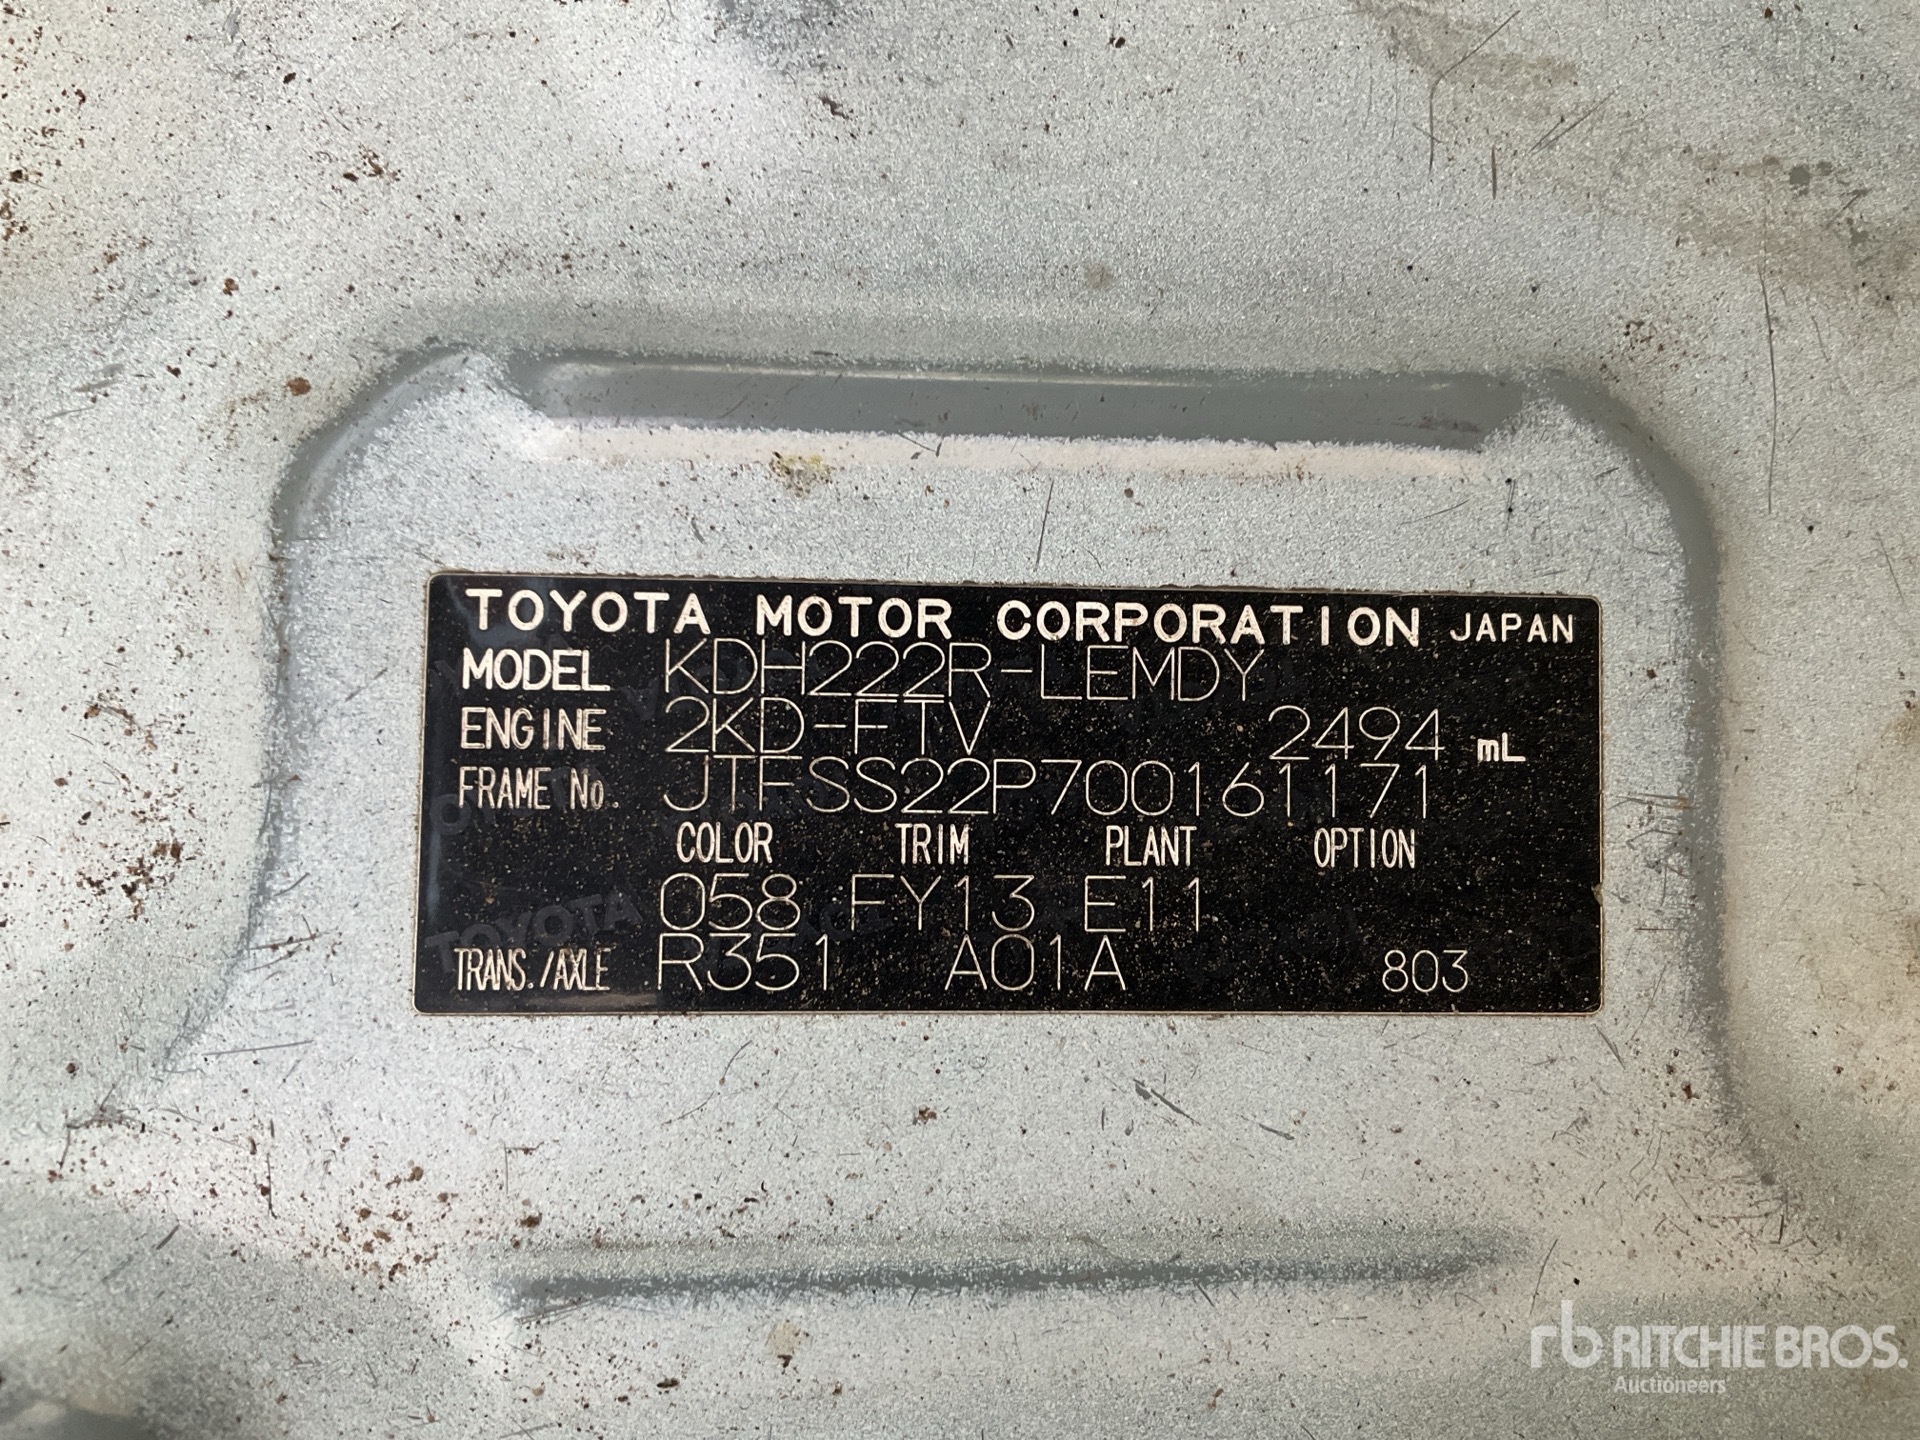 TOYOTA MOTOR CORPORATION JAPAN
MODEL KDH222R-LEMDY
ENGINE 2KD-FTV 2494 mL
FRAME No. JTFSS22P700161171
COLOR TRIM PLANT OPTION
058 FY13 E11
TRANS./AXLE R351 A01A 803
rb RITCHIE BROS.
Auctioneers